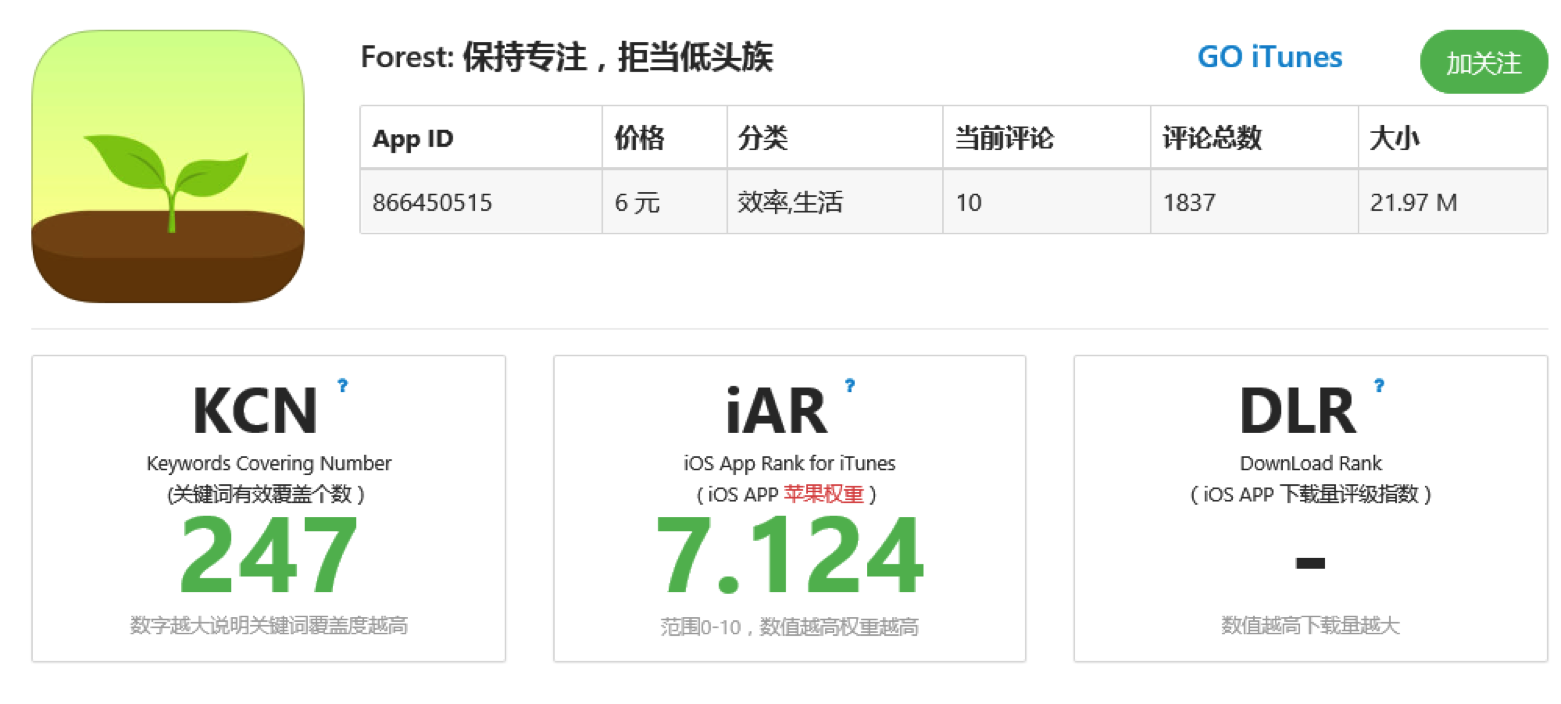 Forest: 保持专注，拒当低头族
GO iTunes
加关注
App ID 价格 分类 当前评论 评论总数 大小
866450515 6 元 效率,生活 10 1837 21.97 M
KCN ?
Keywords Covering Number
(关键词有效覆盖个数 )
247
数字越大说明关键词覆盖度越高
iAR ?
iOS App Rank for iTunes
( iOS APP 苹果权重 )
7.124
范围0-10，数值越高权重越高
DLR ?
DownLoad Rank
( iOS APP 下载量评级指数 )
-
数值越高下载量越大